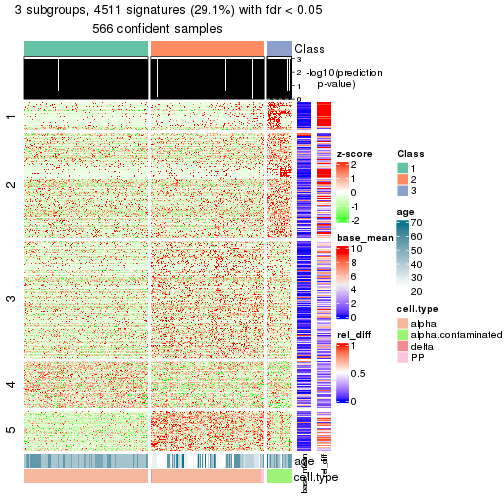 3 subgroups, 4511 signatures (29.1%) with fdr < 0.05
566 confident samples
Class
3
2
1
0
-log10(prediction
p-value)
1
2
3
4
5
z-score
2
1
0
-1
-2
base_mean
10
8
6
4
2
0
rel_diff
1
0.5
0
Class
1
2
3
age
70
60
50
40
30
20
cell.type
alpha
alpha.contaminated
delta
PP
age
cell.type
base_mean
rel_diff